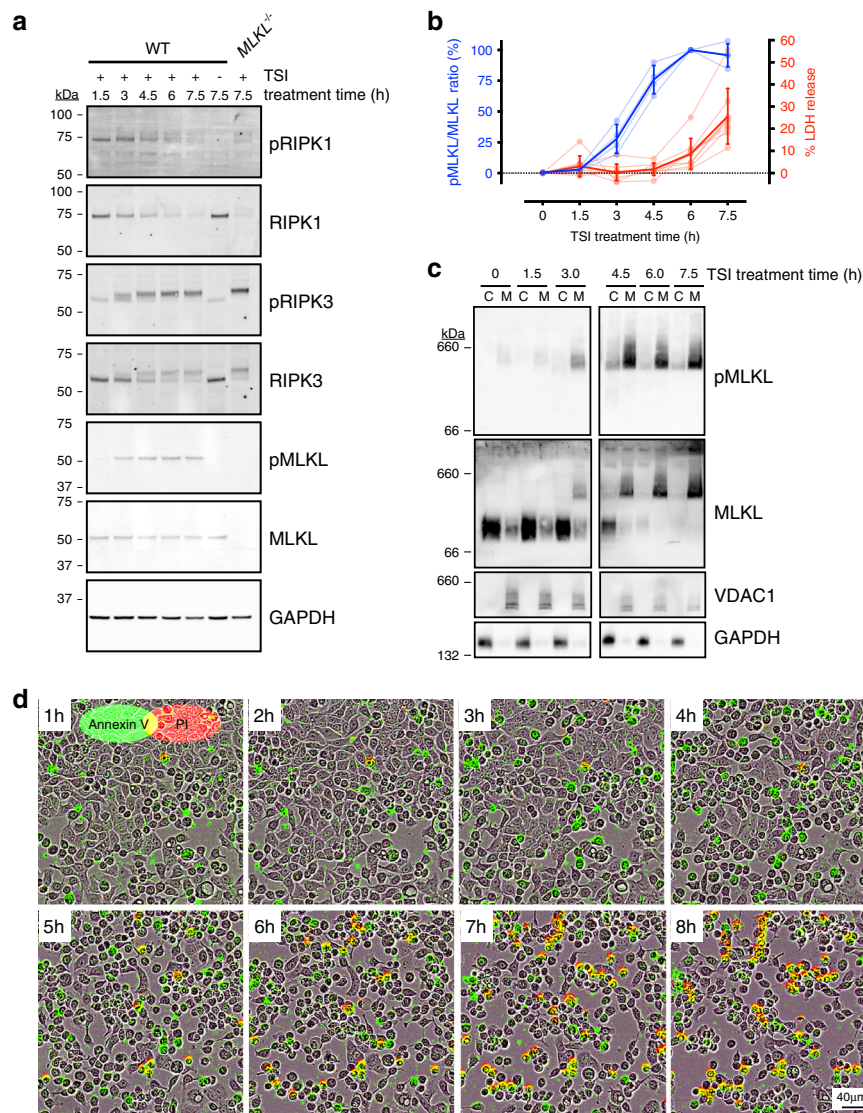 a
WT
MLKL-/-
+ + + + + - + TSI
kDa 1.5 3 4.5 6 7.5 7.5 7.5 treatment time (h)
100
75
50
pRIPK1
100
75
50
RIPK1
75
50
pRIPK3
75
50
RIPK3
75
50
37
pMLKL
75
50
37
MLKL
37
GAPDH
b
pMLKL/MLKL ratio (%)
100
75
50
25
0
60
50
40
30
20
10
0
% LDH release
0 1.5 3 4.5 6 7.5
TSI treatment time (h)
c
0 1.5 3.0 4.5 6.0 7.5 TSI treatment time (h)
C M C M C M C M C M C M
kDa
660
66
pMLKL
660
66
MLKL
660
VDAC1
132
GAPDH
d
1h 2h 3h 4h
Annexin V PI
5h 6h 7h 8h
40µm